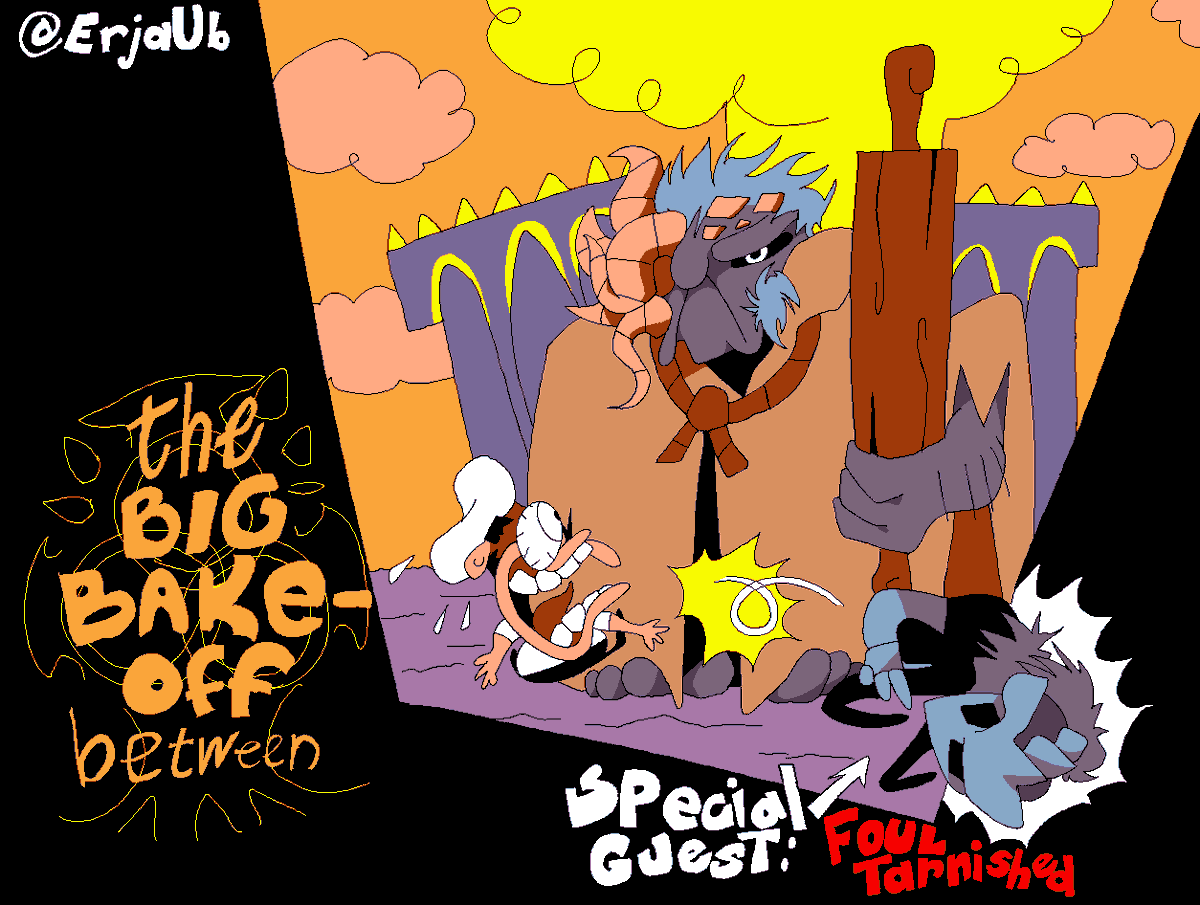 @ErjaUb
the
BIG
BAKe-
OFF
between
SPecial
GuesT:
FouL
Tarnished